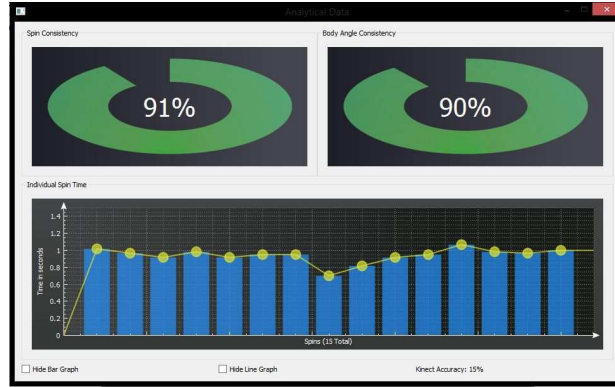 Analytical Data
Spin Consistency
Body Angle Consistency
91%
90%
Individual Spin Time
Time in seconds
1.4
1.2
1
0.8
0.6
0.4
0.2
0
Spins (15 Total)
Hide Bar Graph
Hide Line Graph
Kinect Accuracy: 15%